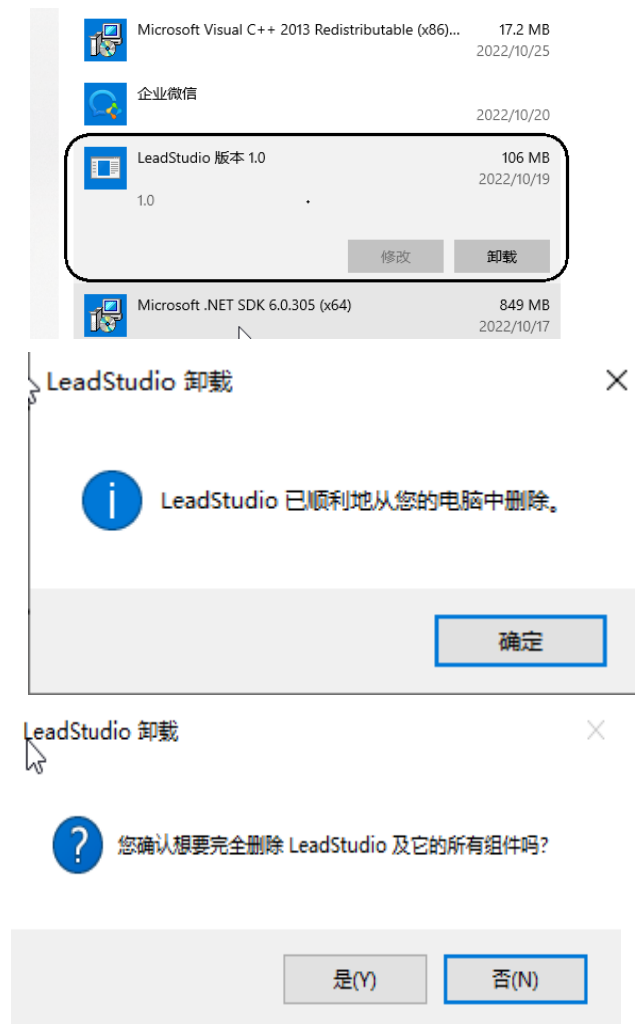 Microsoft Visual C++ 2013 Redistributable (x86)... 17.2 MB
2022/10/25
企业微信
2022/10/20
LeadStudio 版本 1.0 106 MB
2022/10/19
1.0
修改 卸载
Microsoft .NET SDK 6.0.305 (x64) 849 MB
2022/10/17
LeadStudio 卸载
LeadStudio 已顺利地从您的电脑中删除。
确定
LeadStudio 卸载
您确认想要完全删除 LeadStudio 及它的所有组件吗?
是(Y) 否(N)